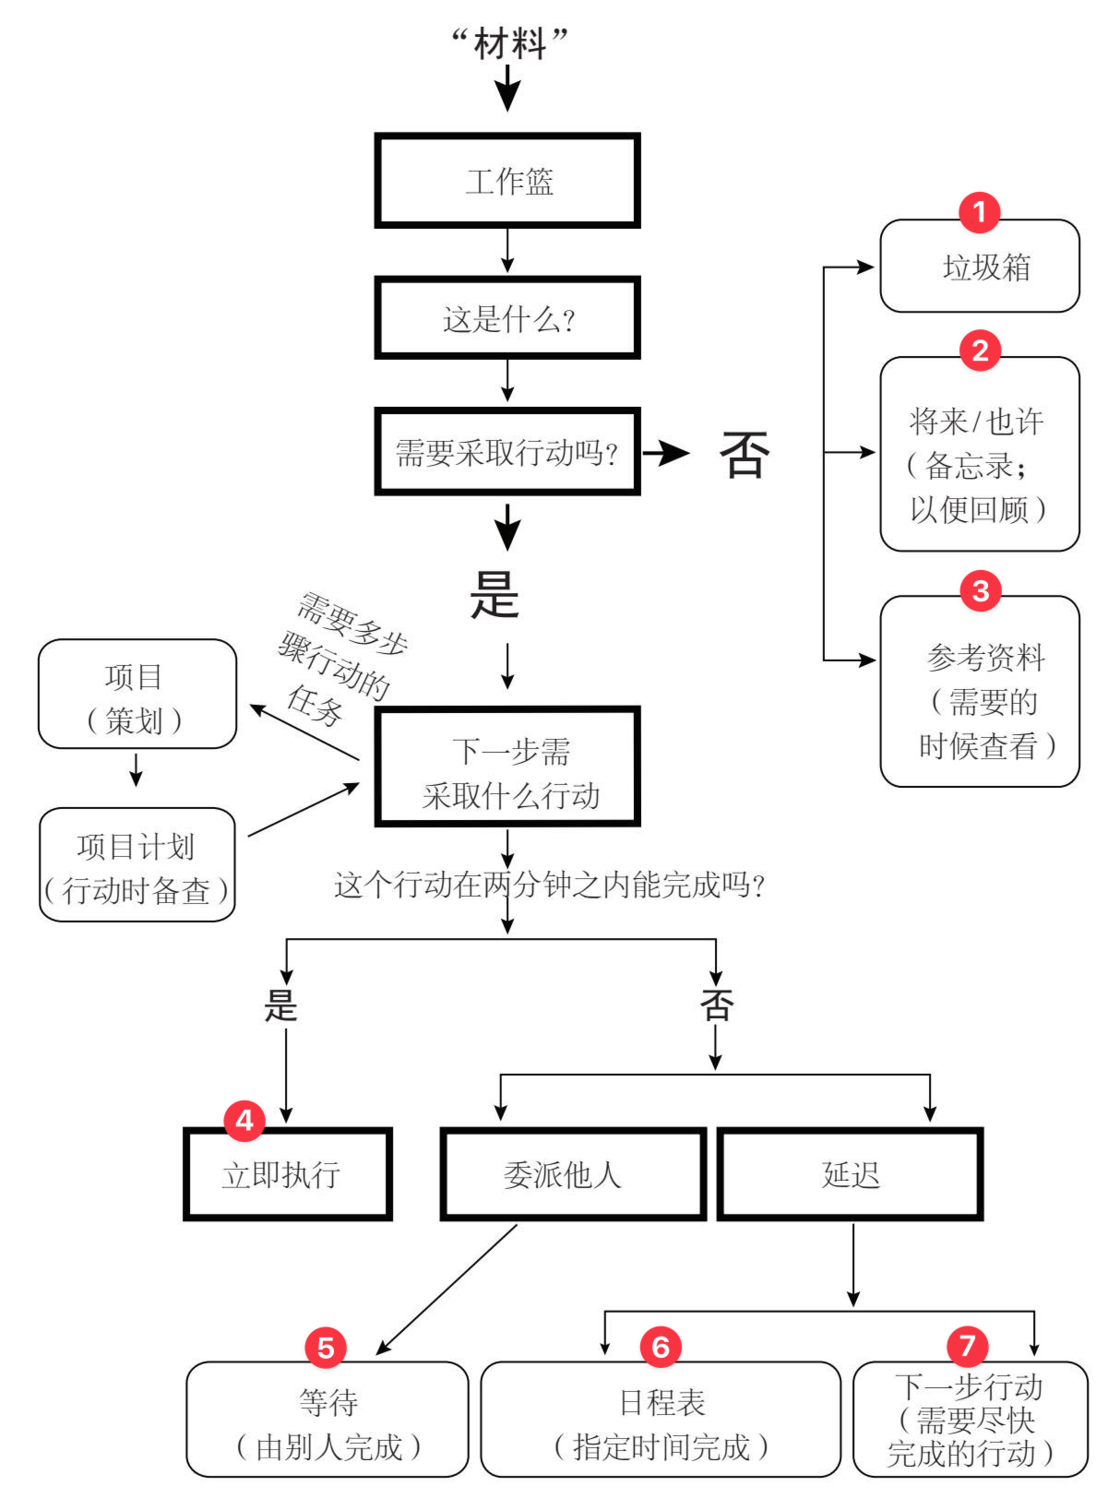 “材料”
工作篮
这是什么?
需要采取行动吗?
否
1
垃圾箱
2
将来/也许
（备忘录；
以便回顾）
3
参考资料
（需要的
时候查看）
是
需要多步
骤行动的
任务
项目
（策划）
项目计划
（行动时备查）
下一步需
采取什么行动
这个行动在两分钟之内能完成吗?
是
否
4
立即执行
委派他人
延迟
5
等待
（由别人完成）
6
日程表
（指定时间完成）
7
下一步行动
（需要尽快
完成的行动）